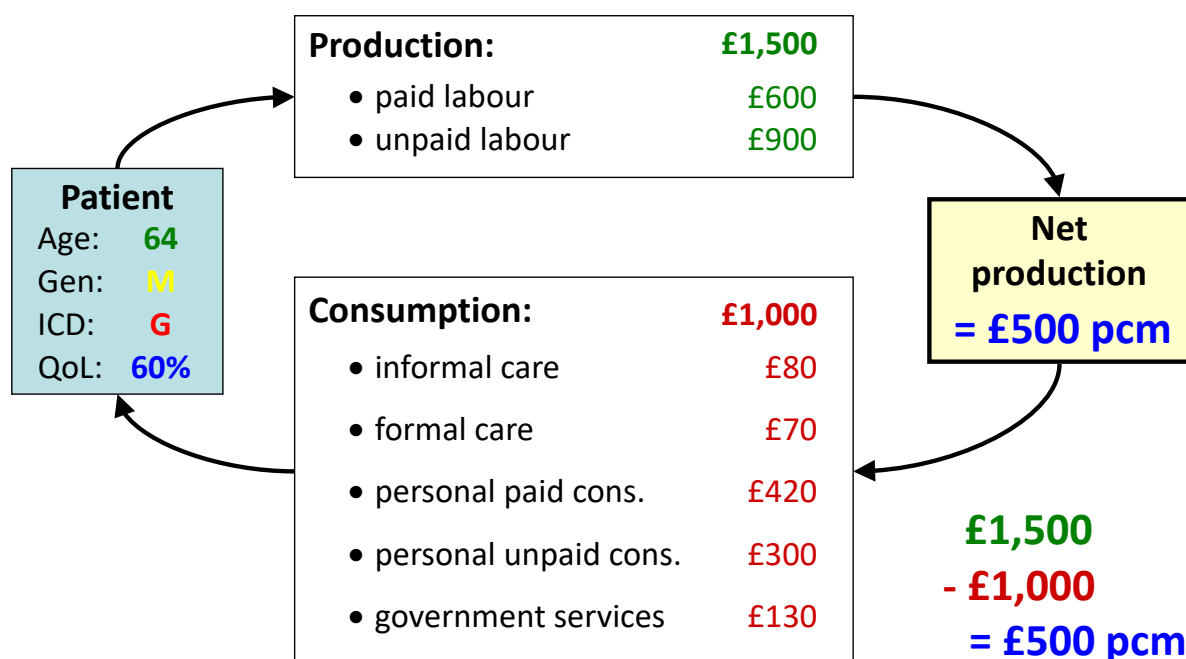 Production: £1,500
• paid labour £600
• unpaid labour £900
Patient
Age: 64
Gen: M
ICD: G
QoL: 60%
Net
production
= £500 pcm
Consumption: £1,000
• informal care £80
• formal care £70
• personal paid cons. £420
• personal unpaid cons. £300
• government services £130
£1,500
- £1,000
= £500 pcm